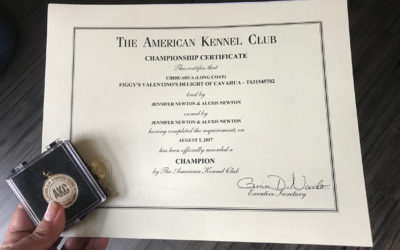 THE AMERICAN KENNEL CLUB
CHAMPIONSHIP CERTIFICATE
This certifies that
CHIHUAHUA (LONG COAT)
FIGGY'S VALENTINO'S DELIGHT OF CAVAHUA – TS31545702
bred by
JENNIFER NEWTON & ALEXIS NEWTON
owned by
JENNIFER NEWTON & ALEXIS NEWTON
having completed the requirements on
AUGUST 5, 2017
has been officially recorded a
CHAMPION
by The American Kennel Club
Executive Secretary
AKC